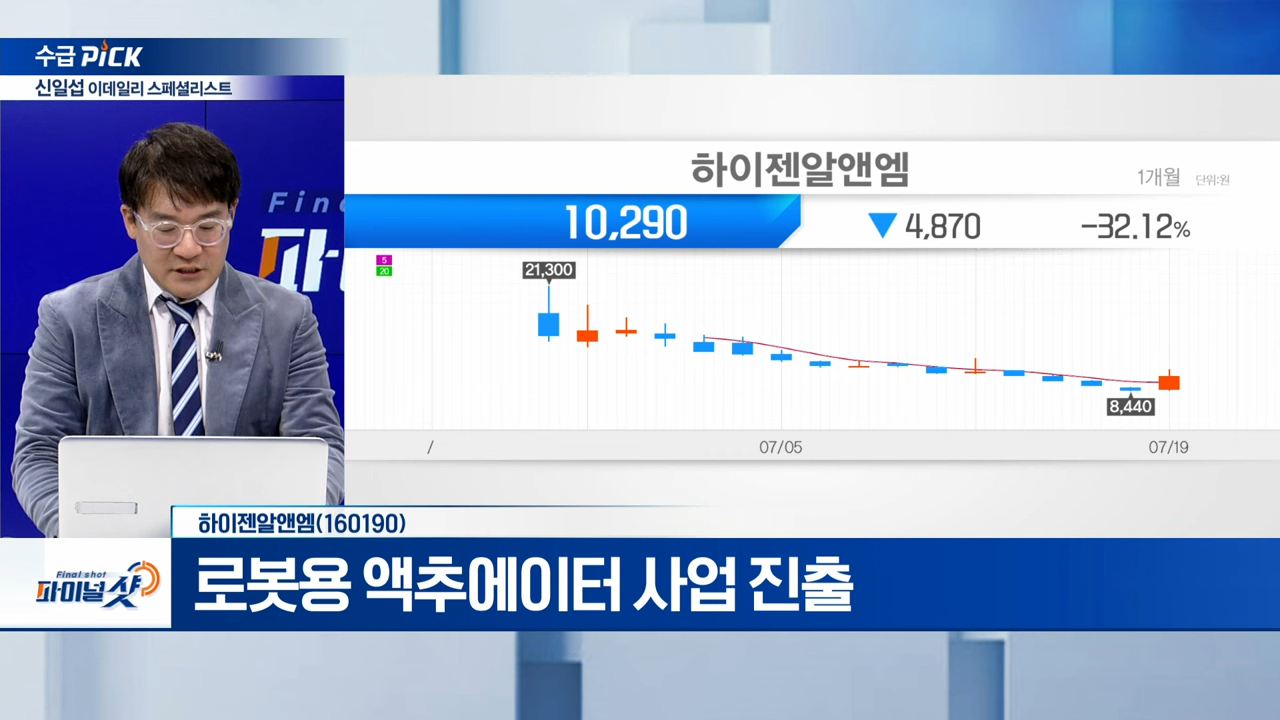 수급 PiCK
신일섭 이데일리 스페셜리스트
Fin
파
하이젠알앤엠
1개월 단위:원
10,290 ▼ 4,870 -32.12%
5
20
21,300
8,440
/ 07/05 07/19
하이젠알앤엠(160190)
Final shot
파이널샷
로봇용 액추에이터 사업 진출